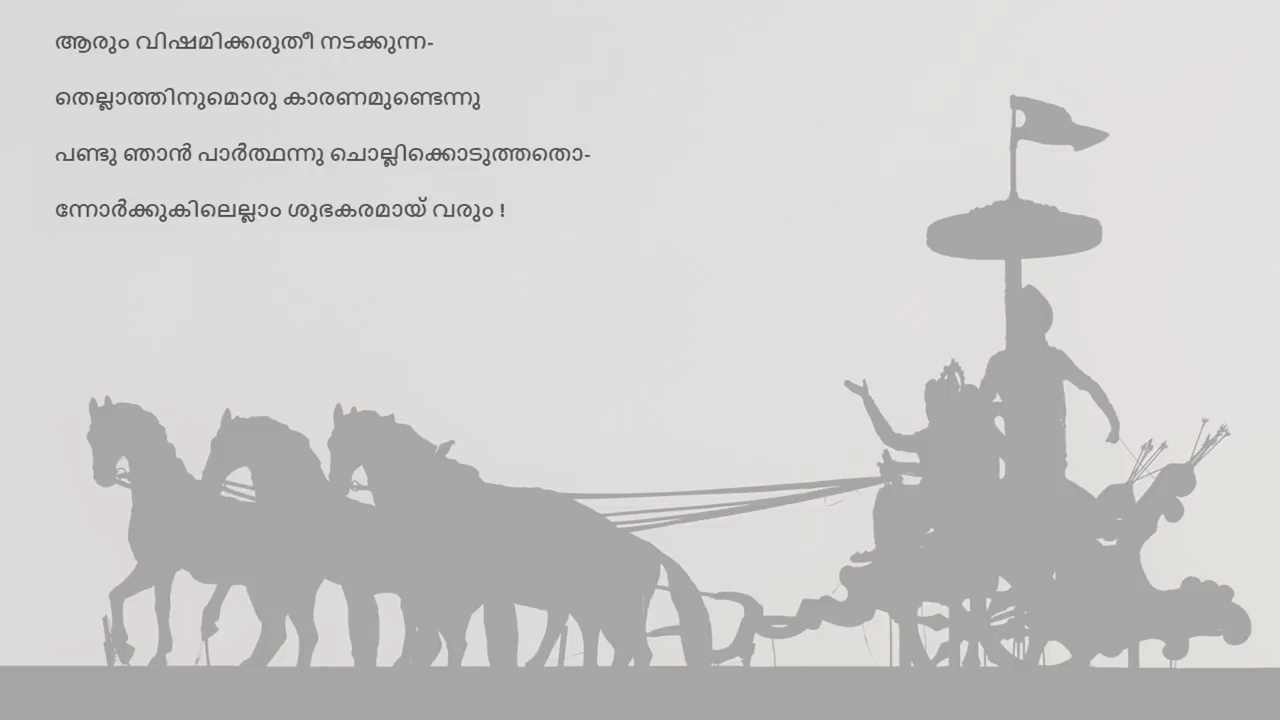 ആരും വിഷമിക്കരുതീ നടക്കുന്ന-
തെല്ലാത്തിനുമൊരു കാരണമുണ്ടെന്നു
പണ്ടു ഞാൻ പാർത്ഥന്നു ചൊല്ലിക്കൊടുത്തതൊ-
ന്നോർക്കുകിലെല്ലാം ശുഭകരമായ് വരും !